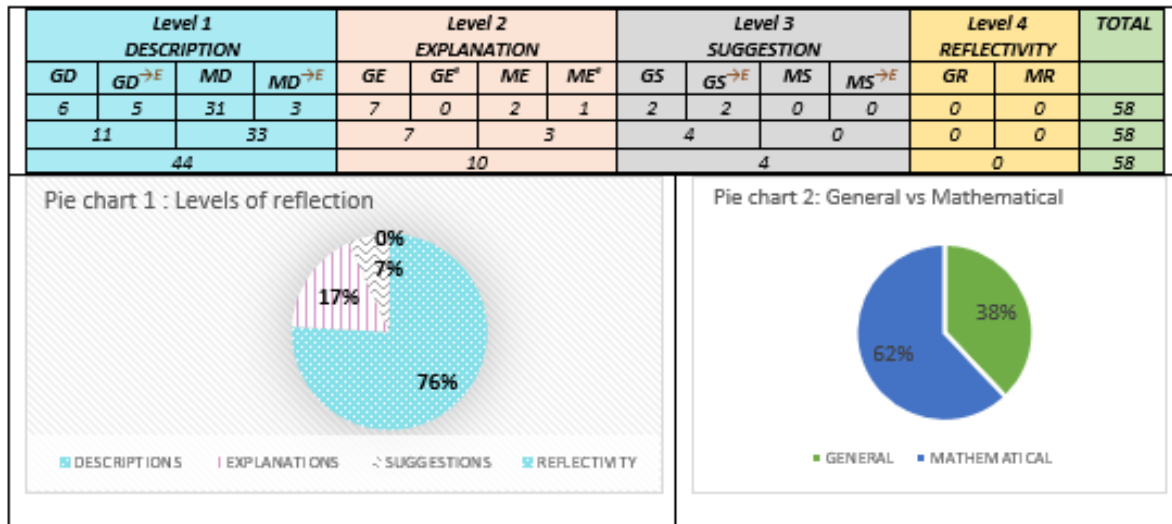 Level 1 Level 2 Level 3 Level 4 TOTAL
DESCRIPTION EXPLANATION SUGGESTION REFLECTIVITY
GD GD→E MD MD→E GE GEe ME MEe GS GS→E MS MS→E GR MR
6 5 31 3 7 0 2 1 2 2 0 0 0 0 58
11 33 7 3 4 0 0 0 58
44 10 4 0 58
Pie chart 1 : Levels of reflection
0%
7%
17%
76%
DESCRIPTIONS EXPLANATIONS SUGGESTIONS REFLECTIVITY
Pie chart 2: General vs Mathematical
38%
62%
GENERAL MATHEMATICAL